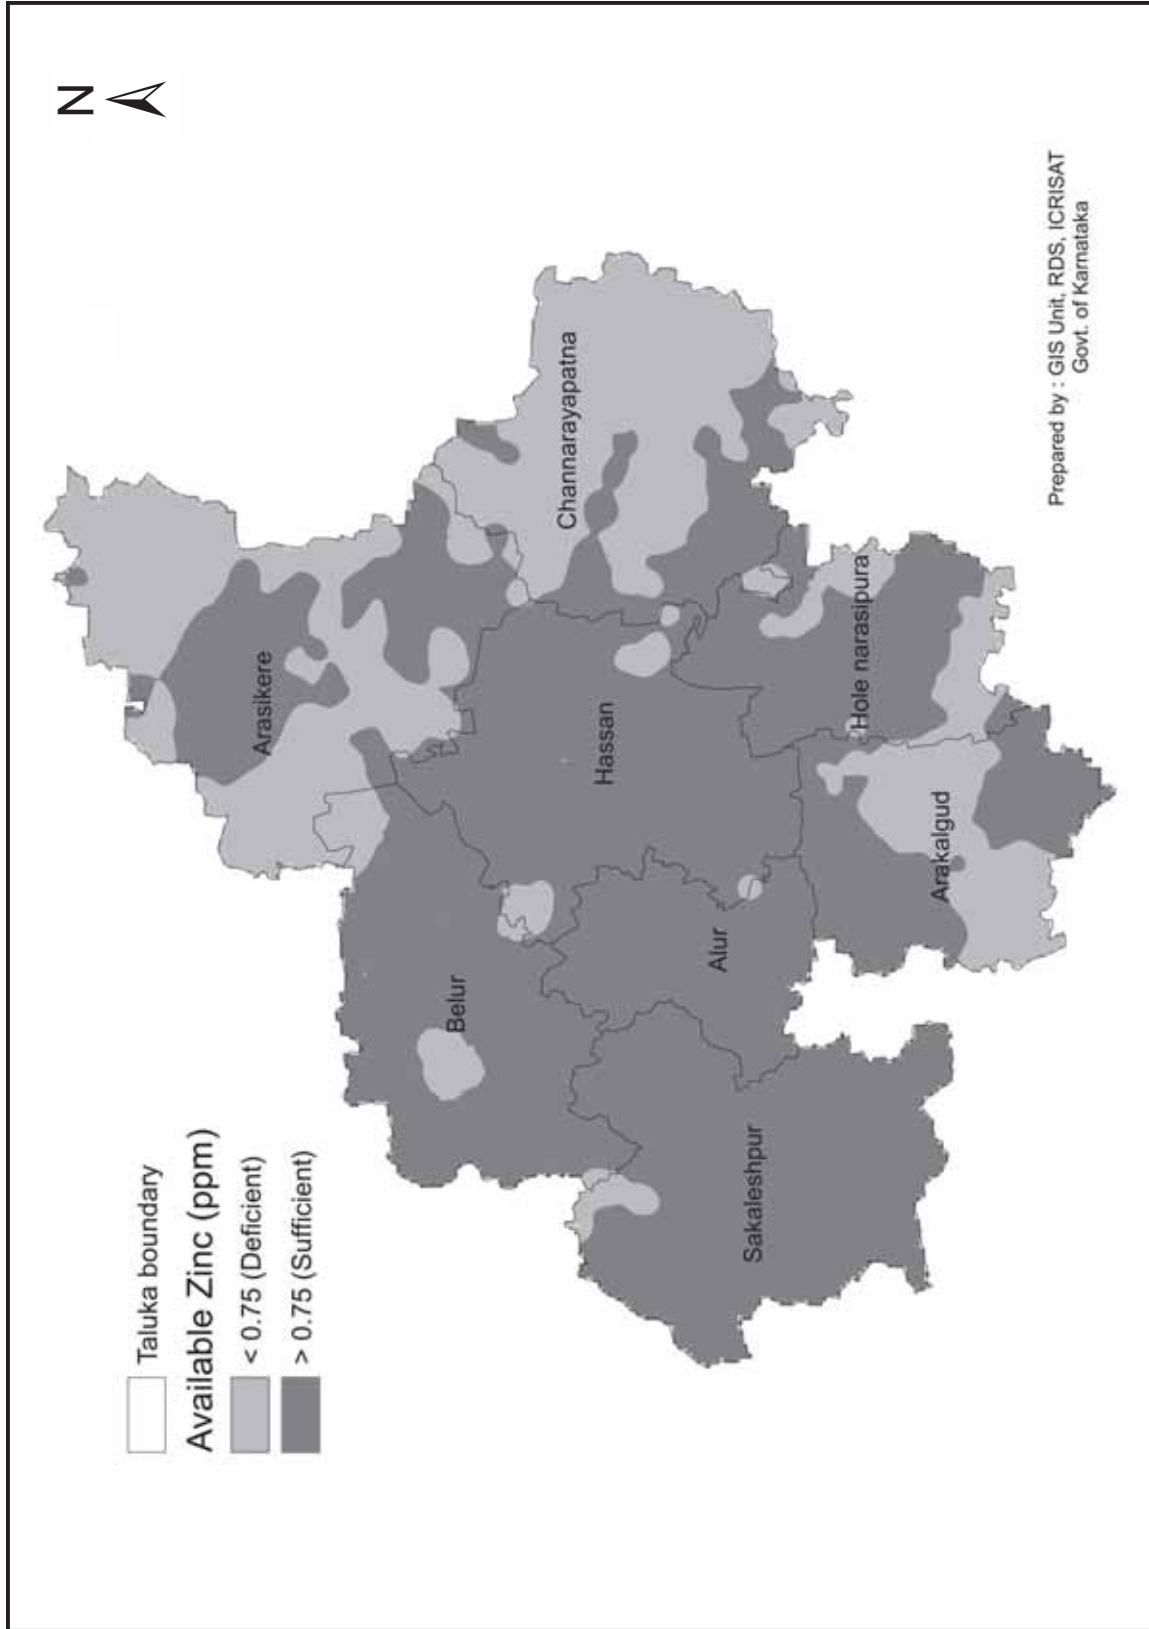 N
Taluka boundary
Available Zinc (ppm)
< 0.75 (Deficient)
> 0.75 (Sufficient)
Arasikere
Belur
Channarayapatna
Hassan
Alur
Sakaleshpur
Hole narasipura
Arakalgud
Prepared by : GIS Unit, RDS, ICRISAT
Govt. of Karnataka